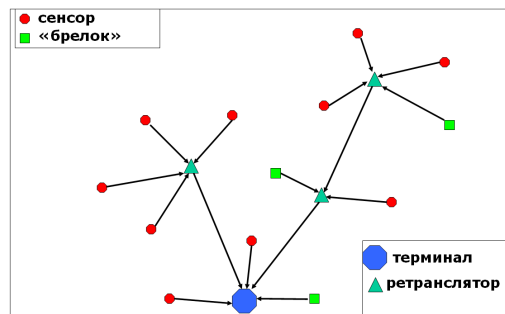 сенсор
«брелок»
терминал
ретранслятор